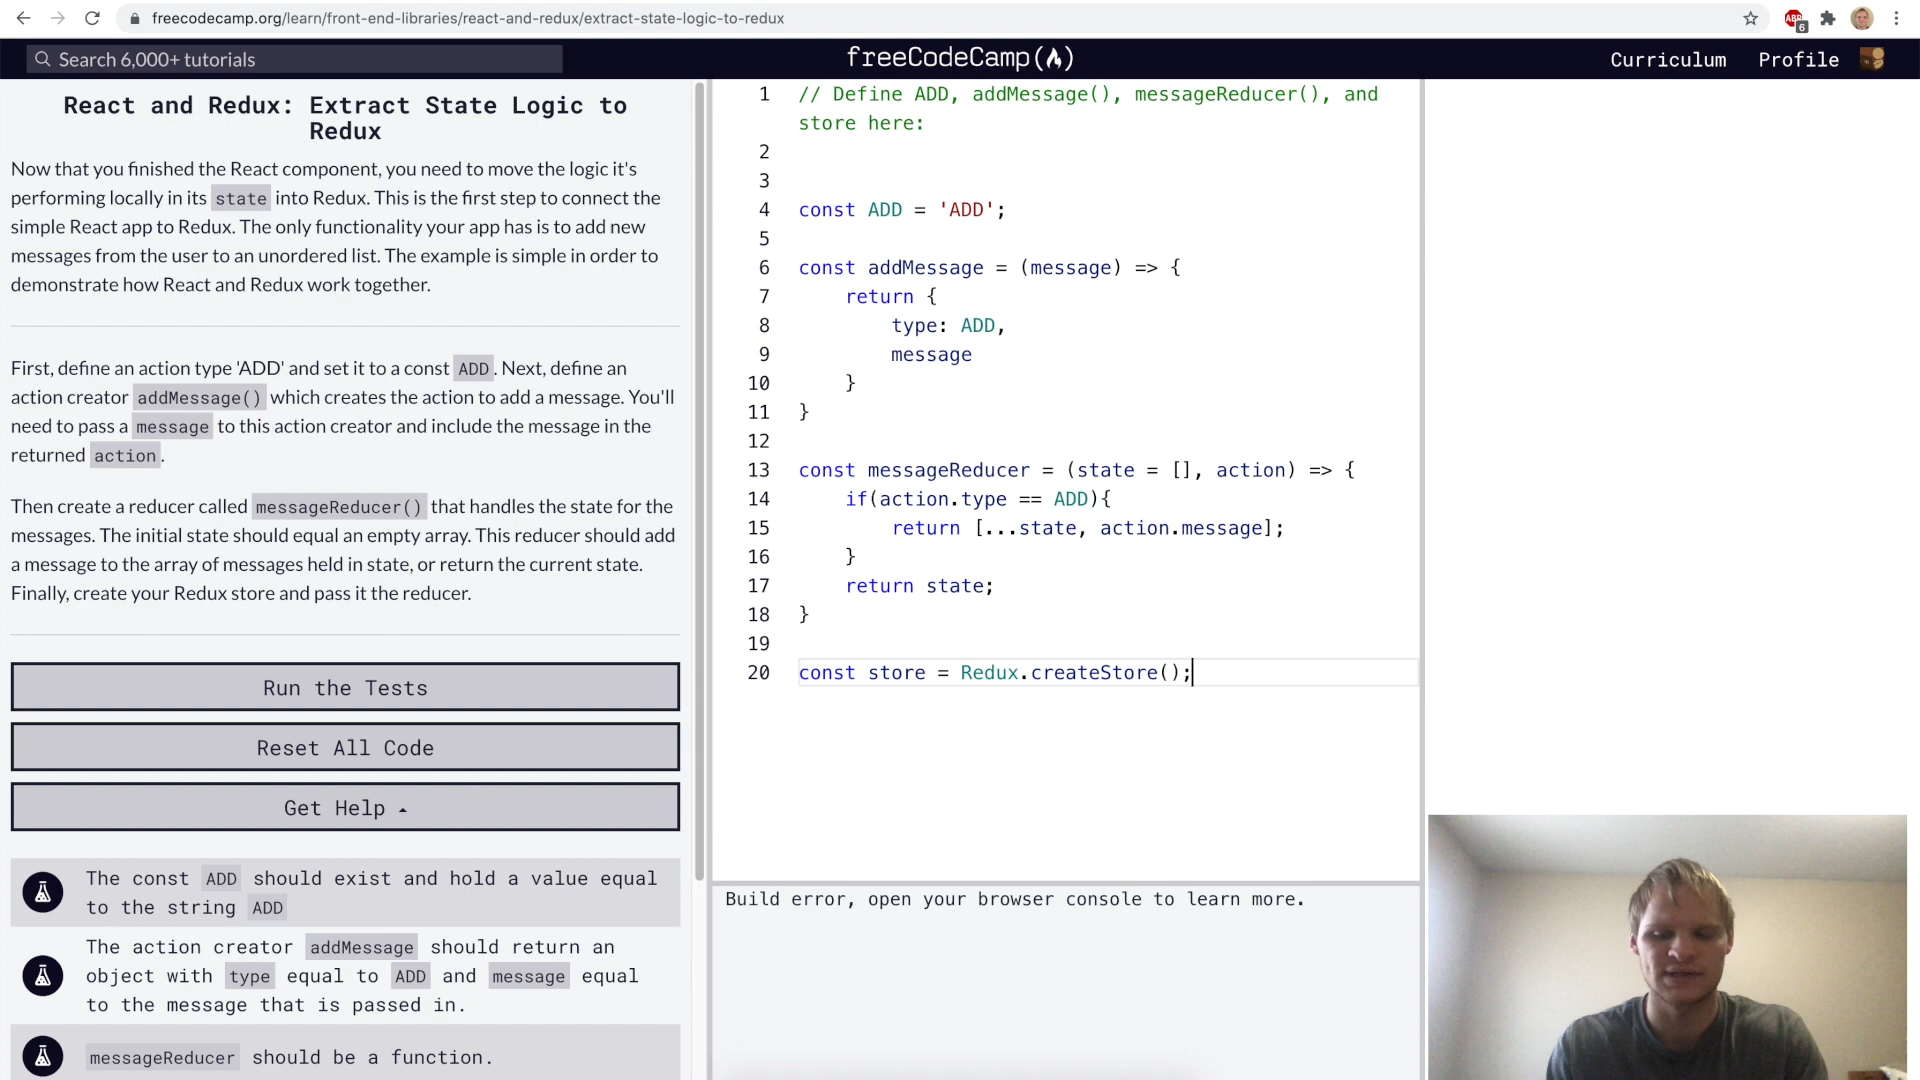 freecodecamp.org/learn/front-end-libraries/react-and-redux/extract-state-logic-to-redux
ABP
6
Search 6,000+ tutorials
freeCodeCamp
Curriculum
Profile
React and Redux: Extract State Logic to
Redux
Now that you finished the React component, you need to move the logic it's
performing locally in its state into Redux. This is the first step to connect the
simple React app to Redux. The only functionality your app has is to add new
messages from the user to an unordered list. The example is simple in order to
demonstrate how React and Redux work together.
First, define an action type 'ADD' and set it to a const ADD. Next, define an
action creator addMessage() which creates the action to add a message. You'll
need to pass a message to this action creator and include the message in the
returned action.
Then create a reducer called messageReducer() that handles the state for the
messages. The initial state should equal an empty array. This reducer should add
a message to the array of messages held in state, or return the current state.
Finally, create your Redux store and pass it the reducer.
Run the Tests
Reset All Code
Get Help
The const ADD should exist and hold a value equal
to the string ADD
The action creator addMessage should return an
object with type equal to ADD and message equal
to the message that is passed in.
messageReducer should be a function.
1 // Define ADD, addMessage(), messageReducer(), and
store here:
2
3
4 const ADD = 'ADD';
5
6 const addMessage = (message) => {
7 return {
8 type: ADD,
9 message
10 }
11 }
12
13 const messageReducer = (state = [], action) => {
14 if(action.type == ADD){
15 return [...state, action.message];
16 }
17 return state;
18 }
19
20 const store = Redux.createStore();
Build error, open your browser console to learn more.